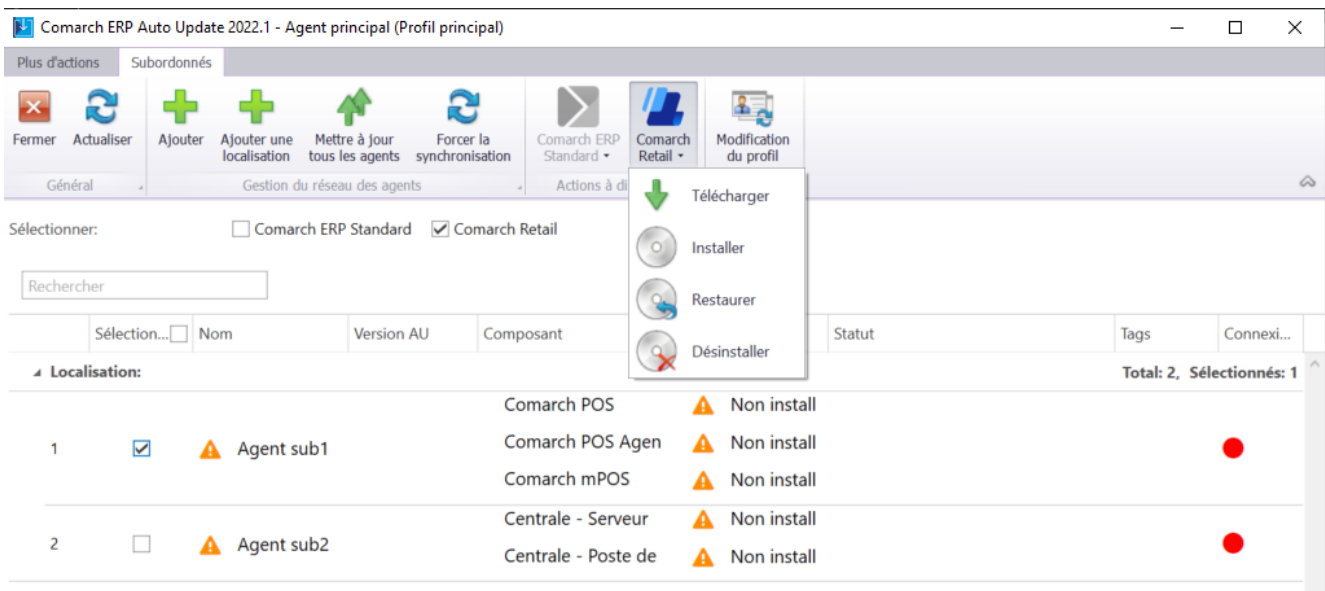 Comarch ERP Auto Update 2022.1 - Agent principal (Profil principal)
Plus d'actions Subordonnés
Fermer Actualiser Ajouter Ajouter une localisation Mettre à jour tous les agents Forcer la synchronisation Comarch ERP Standard Comarch Retail Modification du profil
Général Gestion du réseau des agents Actions à di
Télécharger
Installer
Restaurer
Désinstaller
Sélectionner: Comarch ERP Standard Comarch Retail
Rechercher
Sélection... Nom Version AU Composant Statut Tags Connexi...
Localisation: Total: 2, Sélectionnés: 1
Comarch POS Non install
1 Agent sub1 Comarch POS Agen Non install
Comarch mPOS Non install
Centrale - Serveur Non install
2 Agent sub2
Centrale - Poste de Non install